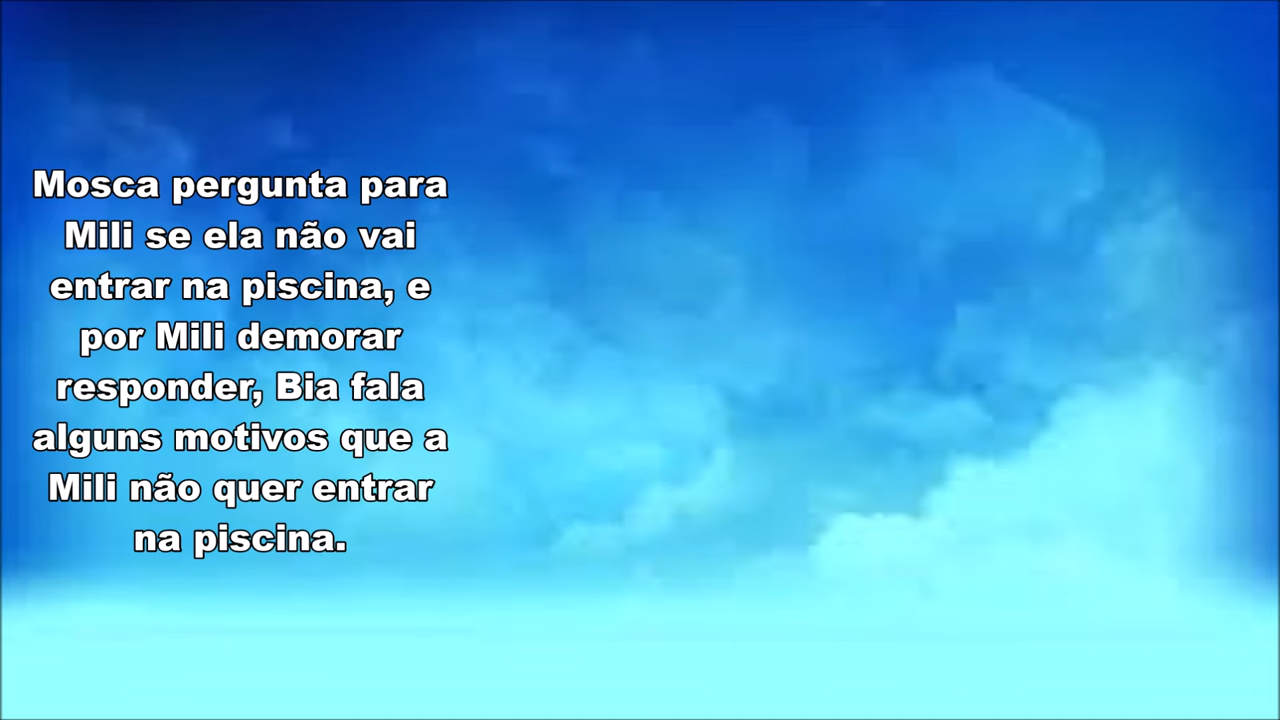 Mosca pergunta para
Mili se ela não vai
entrar na piscina, e
por Mili demorar
responder, Bia fala
alguns motivos que a
Mili não quer entrar
na piscina.